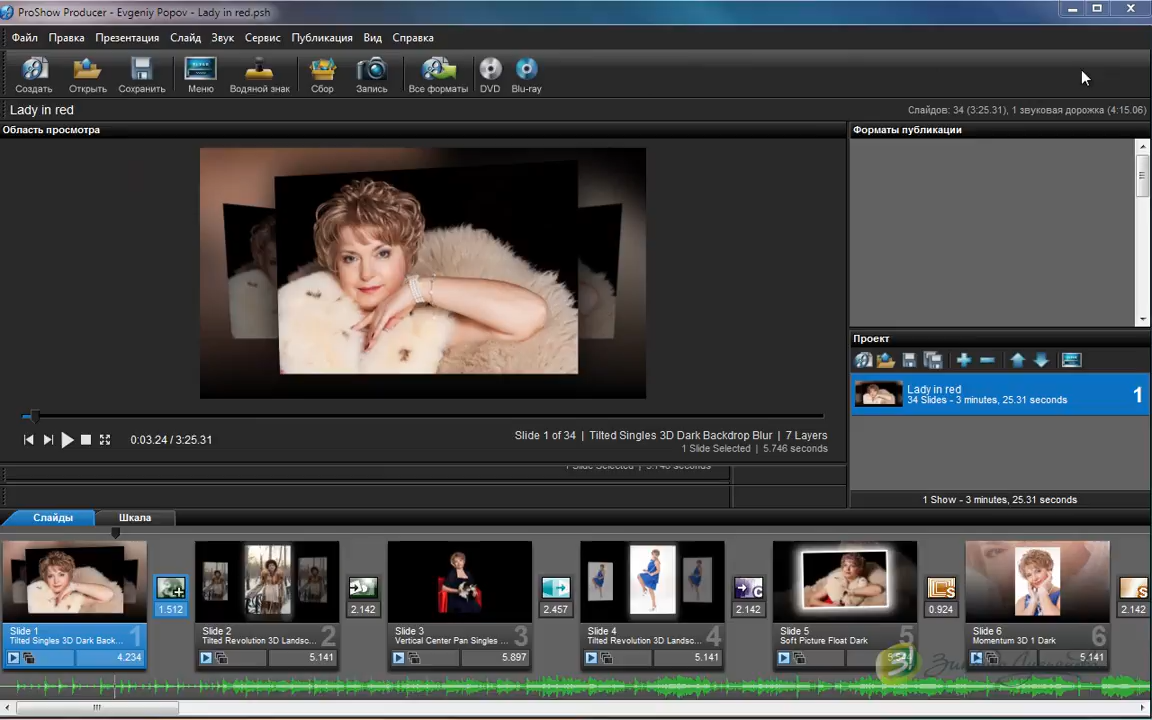 ProShow Producer - Evgeniy Popov - Lady in red.psh
Файл Правка Презентация Слайд Звук Сервис Публикация Вид Справка
Создать Открыть Сохранить Меню Водяной знак Сбор Запись Все форматы DVD Blu-ray
Lady in red
Слайдов: 34 (3:25.31), 1 звуковая дорожка (4:15.06)
Область просмотра
Форматы публикации
Проект
Lady in red
34 Slides - 3 minutes, 25.31 seconds
1
0:03.24 / 3:25.31
Slide 1 of 34 | Tilted Singles 3D Dark Backdrop Blur | 7 Layers
1 Slide Selected | 5.746 seconds
1 Slide Selected | 5.746 seconds
1 Show - 3 minutes, 25.31 seconds
Слайды Шкала
1.512 2.142 2.457 2.142 0.924 2.142
Slide 1
Tilted Singles 3D Dark Back...
1
4.234
Slide 2
Tilted Revolution 3D Landsc...
2
5.141
Slide 3
Vertical Center Pan Singles ...
3
5.897
Slide 4
Tilted Revolution 3D Landsc...
4
5.141
Slide 5
Soft Picture Float Dark
5
Slide 6
Momentum 3D 1 Dark
6
5.141